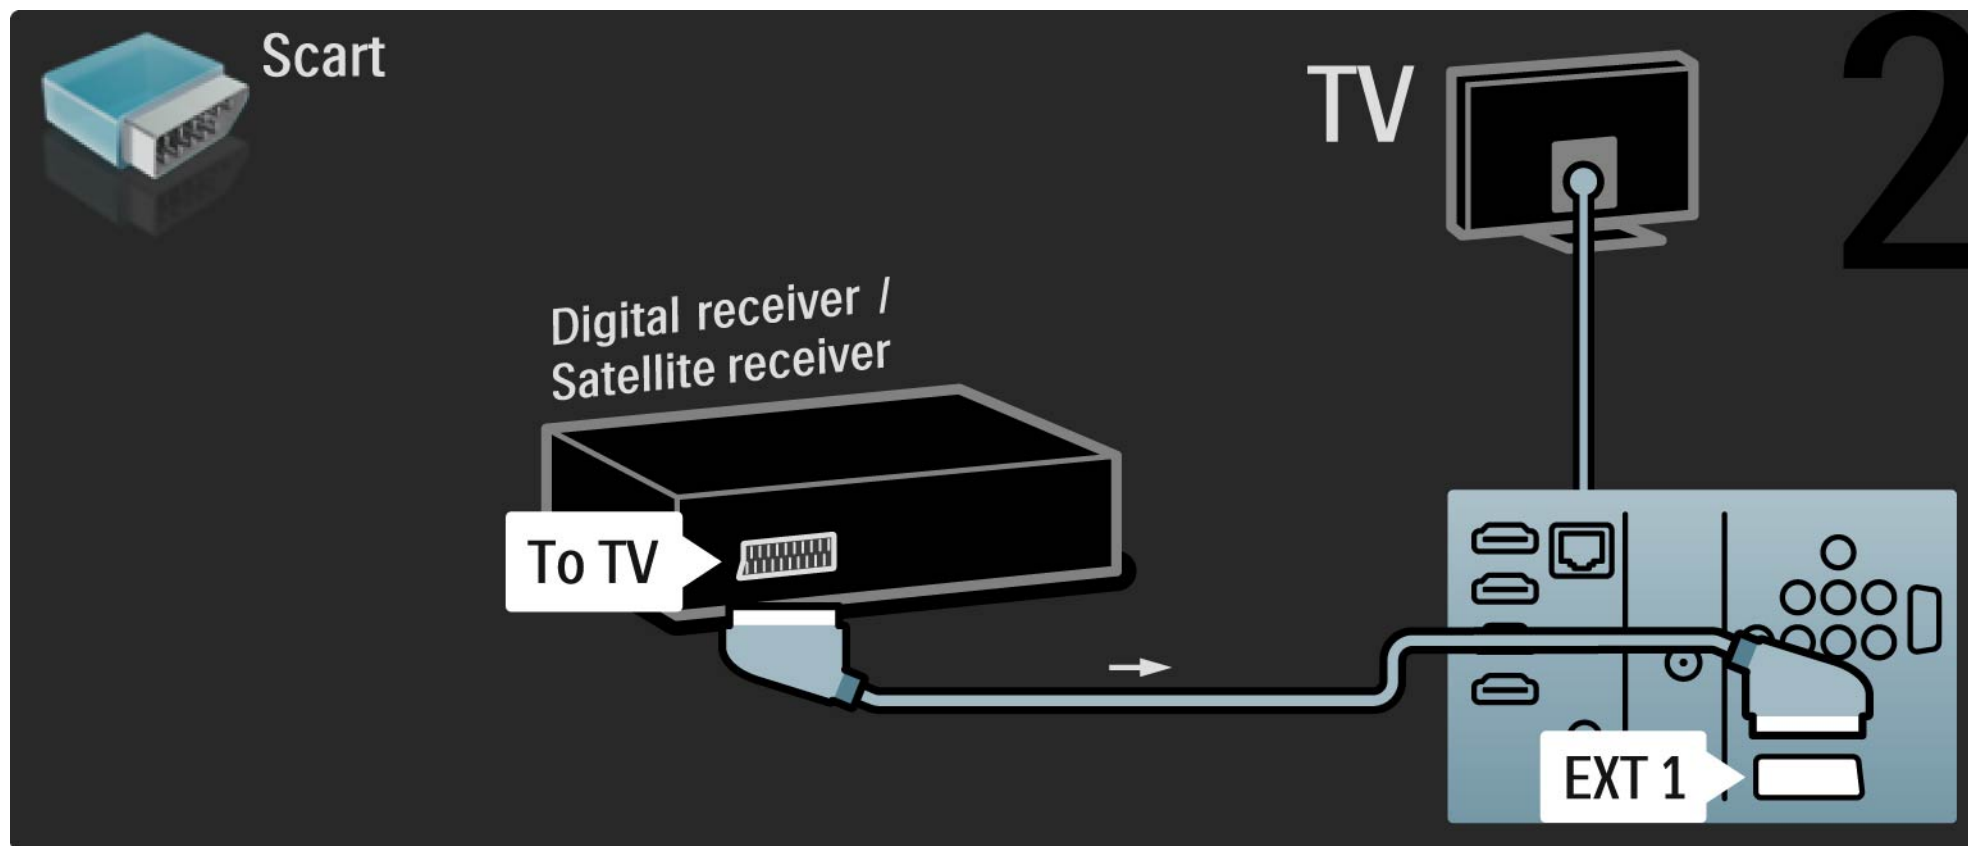 Scart
TV
2
Digital receiver /
Satellite receiver
To TV
EXT 1